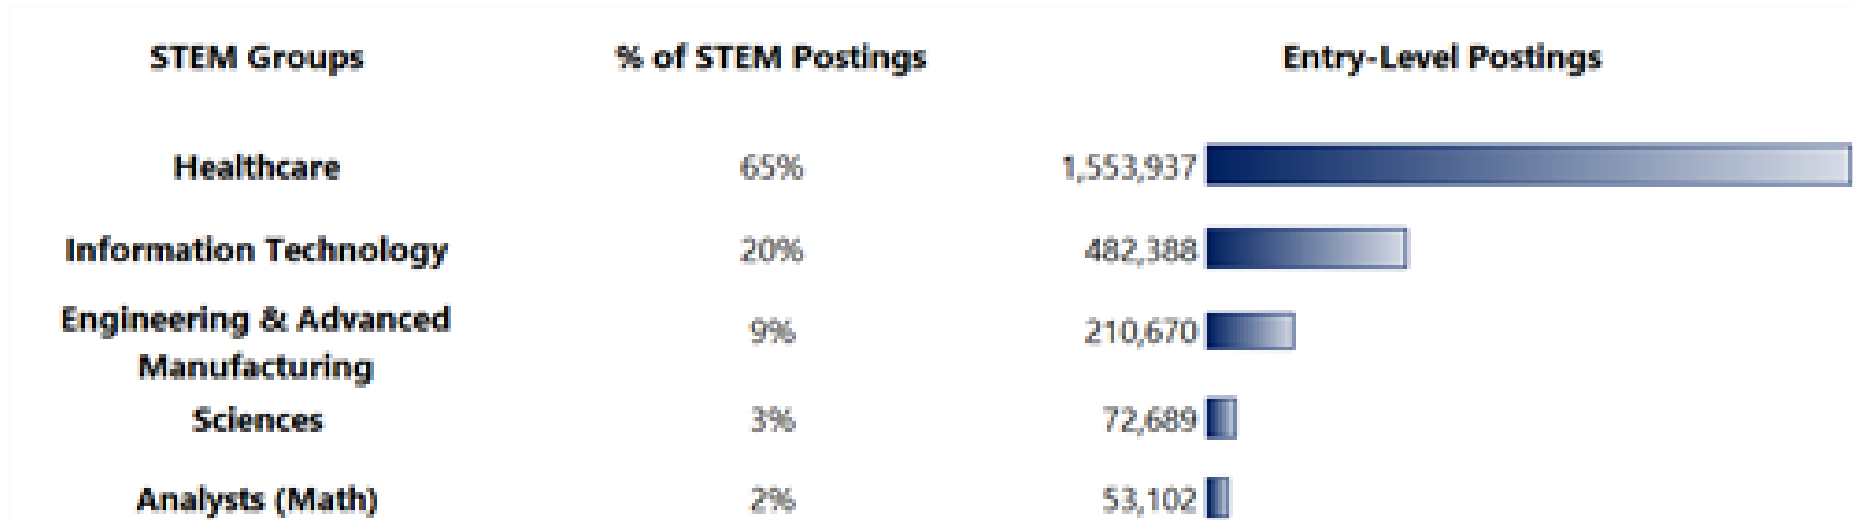 STEM Groups % of STEM Postings Entry-Level Postings
Healthcare 65% 1,553,937
Information Technology 20% 482,388
Engineering & Advanced
Manufacturing 9% 210,670
Sciences 3% 72,689
Analysts (Math) 2% 53,102